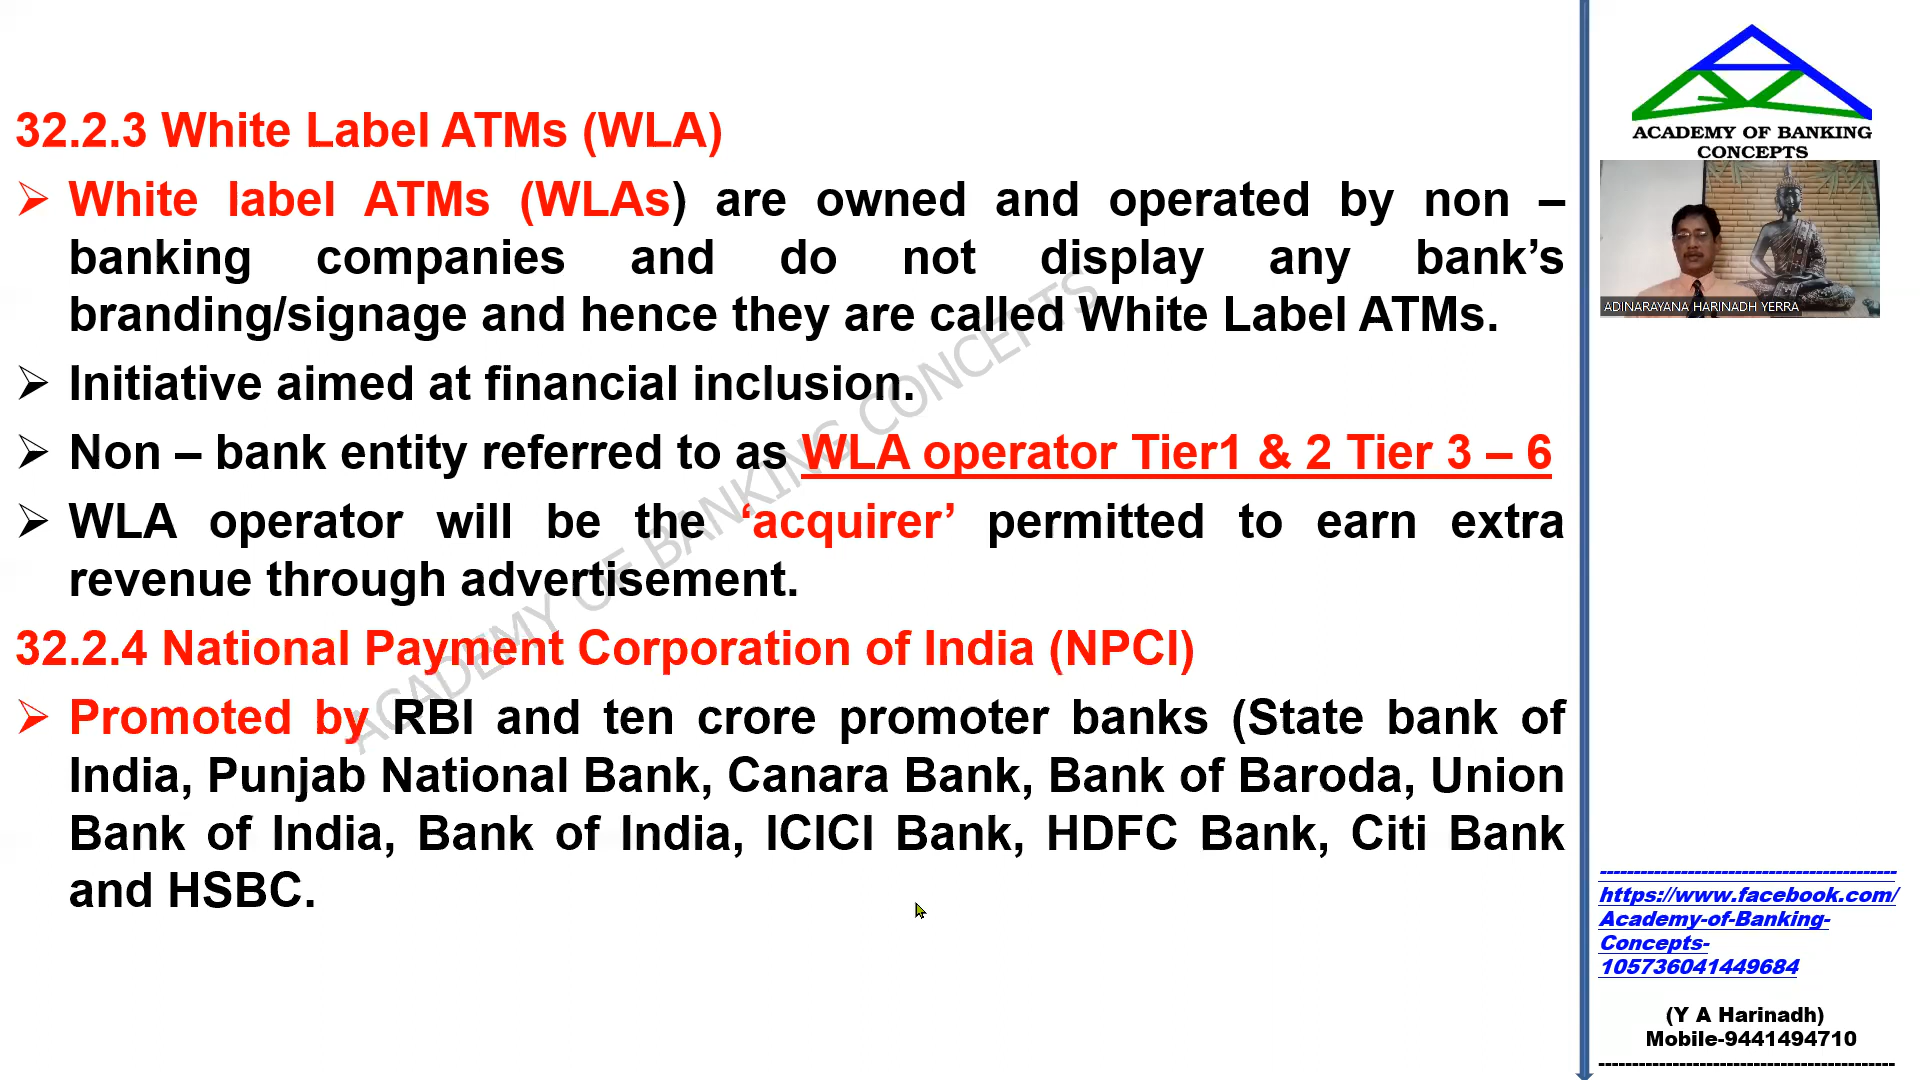 32.2.3 White Label ATMs (WLA)
➢ White label ATMs (WLAs) are owned and operated by non –
banking companies and do not display any bank’s
branding/signage and hence they are called White Label ATMs.
➢ Initiative aimed at financial inclusion.
➢ Non – bank entity referred to as WLA operator Tier1 & 2 Tier 3 – 6
➢ WLA operator will be the ‘acquirer’ permitted to earn extra
revenue through advertisement.
32.2.4 National Payment Corporation of India (NPCI)
➢ Promoted by RBI and ten crore promoter banks (State bank of
India, Punjab National Bank, Canara Bank, Bank of Baroda, Union
Bank of India, Bank of India, ICICI Bank, HDFC Bank, Citi Bank
and HSBC.
ACADEMY OF BANKING CONCEPTS
ACADEMY OF BANKING
CONCEPTS
ADINARAYANA HARINADH YERRA
--------------------------------------------
https://www.facebook.com/
Academy-of-Banking-
Concepts-
105736041449684
(Y A Harinadh)
Mobile-9441494710
--------------------------------------------